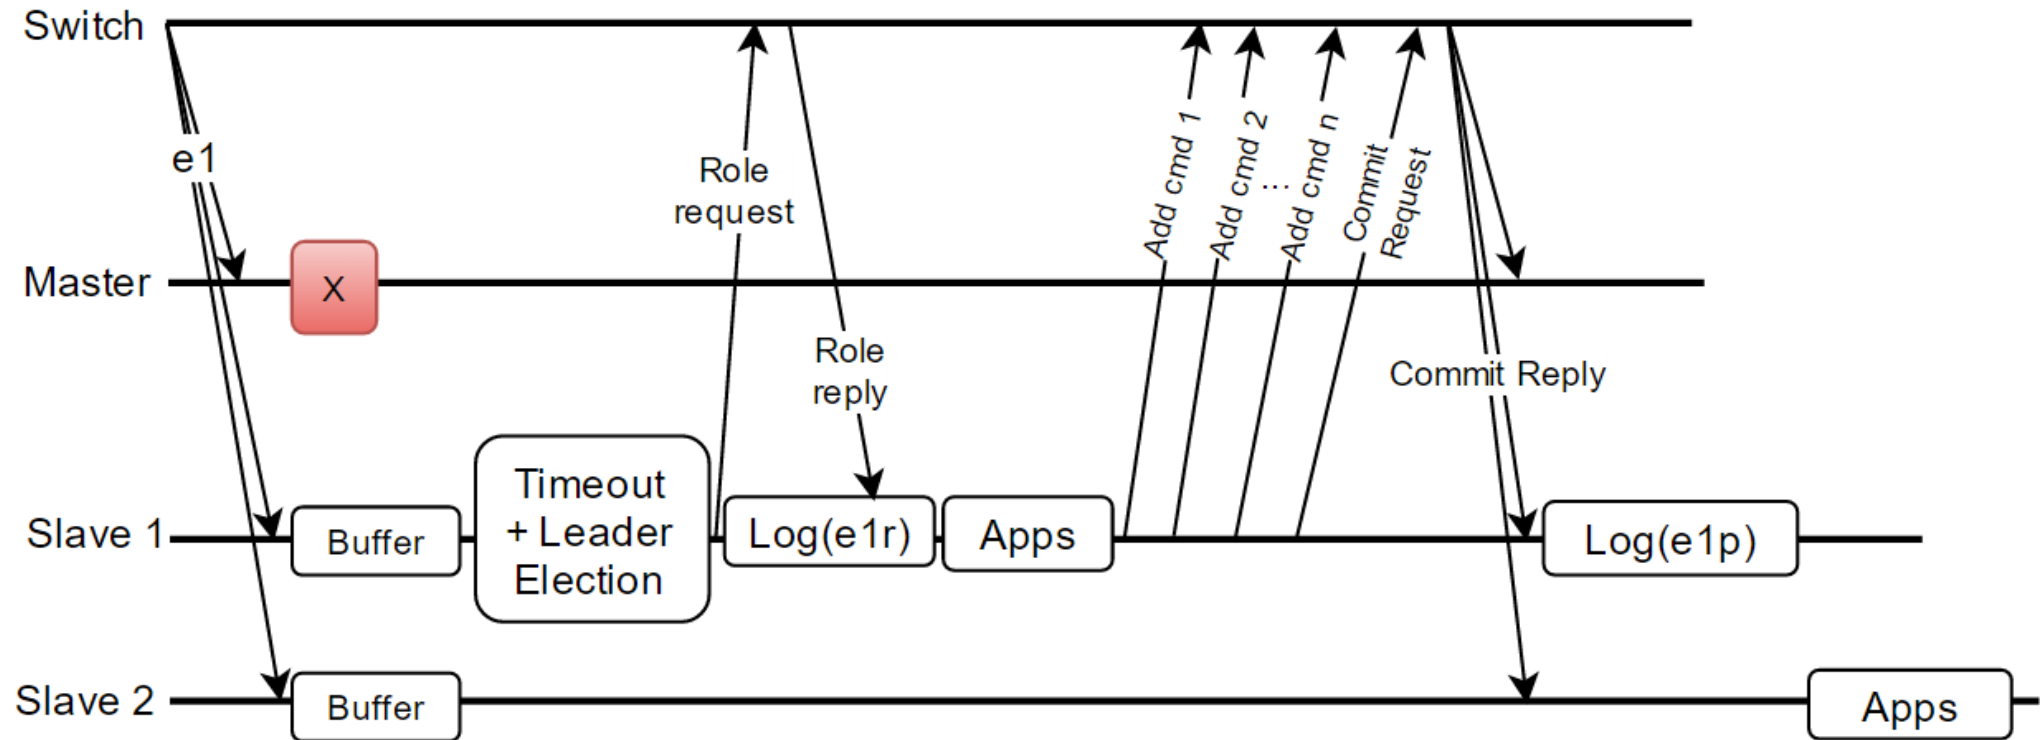 Switch
e1
Role
request
Add cmd 1
Add cmd 2
...
Add cmd n
Commit
Request
Master
X
Role
reply
Commit Reply
Slave 1
Buffer
Timeout
+ Leader
Election
Log(e1r)
Apps
Log(e1p)
Slave 2
Buffer
Apps